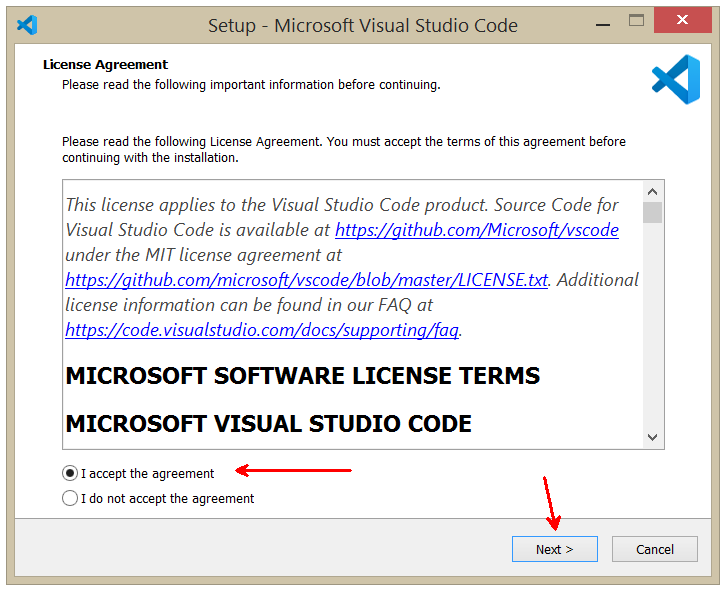 Setup - Microsoft Visual Studio Code
License Agreement
Please read the following important information before continuing.
Please read the following License Agreement. You must accept the terms of this agreement before
continuing with the installation.
This license applies to the Visual Studio Code product. Source Code for
Visual Studio Code is available at https://github.com/Microsoft/vscode
under the MIT license agreement at
https://github.com/microsoft/vscode/blob/master/LICENSE.txt. Additional
license information can be found in our FAQ at
https://code.visualstudio.com/docs/supporting/faq.
MICROSOFT SOFTWARE LICENSE TERMS
MICROSOFT VISUAL STUDIO CODE
I accept the agreement
I do not accept the agreement
Next > Cancel